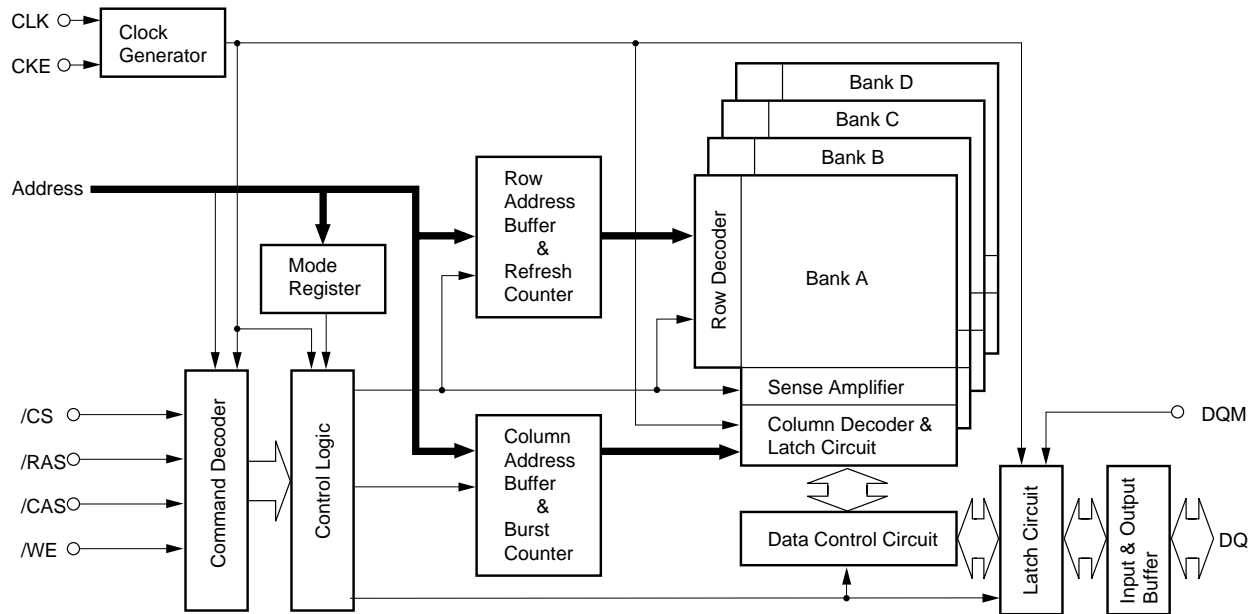 CLK
CKE
Clock
Generator
Bank D
Bank C
Bank B
Bank A
Row Decoder
Address
Row
Address
Buffer
&
Refresh
Counter
Mode
Register
Sense Amplifier
Column Decoder &
Latch Circuit
/CS
/RAS
/CAS
/WE
Command Decoder
Control Logic
Column
Address
Buffer
&
Burst
Counter
DQM
Data Control Circuit
Latch Circuit
Input & Output
Buffer
DQ